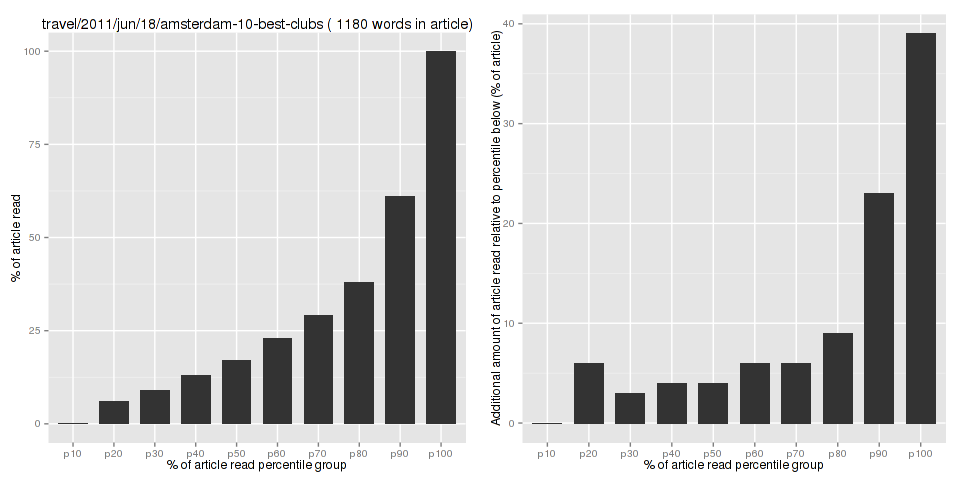 travel/2011/jun/18/amsterdam-10-best-clubs ( 1180 words in article)
% of article read
100
75
50
25
0
p10 p20 p30 p40 p50 p60 p70 p80 p90 p100
% of article read percentile group
Additional amount of article read relative to percentile below (% of article)
40
30
20
10
0
p10 p20 p30 p40 p50 p60 p70 p80 p90 p100
% of article read percentile group